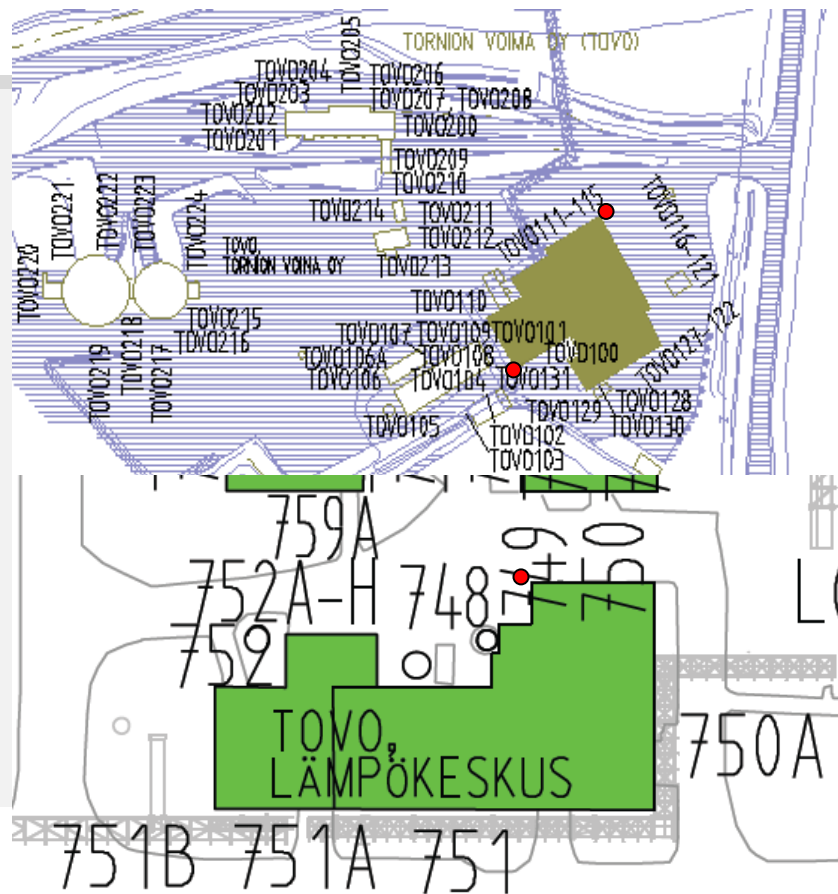 TOVO205
TORNION VOIMA OY (TOVO)
TOVO204
TOVO206
TOVO203
TOVO207, TOVO208
TOVO202
TOVO200
TOVO201
TOVO209
TOVO210
TOVO221
TOVO222
TOVO223
TOVO224
TOVO214
TOVO211
TOVO212
TOVO213
TOVO111-115
TOVO116-121
TOVO,
TORNION VOINA OY
TOVO220
TOVO110
TOVO215
TOVO216
TOVO219
TOVO218
TOVO217
TOVO107
TOVO109
TOVO101
TOVO106A
TOVO108
TOVO100
TOVO127-122
TOVO106
TOVO104
TOVO131
TOVO105
TOVO129
TOVO128
TOVO130
TOVO102
TOVO103
759A
749
750
752A-H
748
752
TOVO,
LÄMPÖKESKUS
750A
751B
751A
751